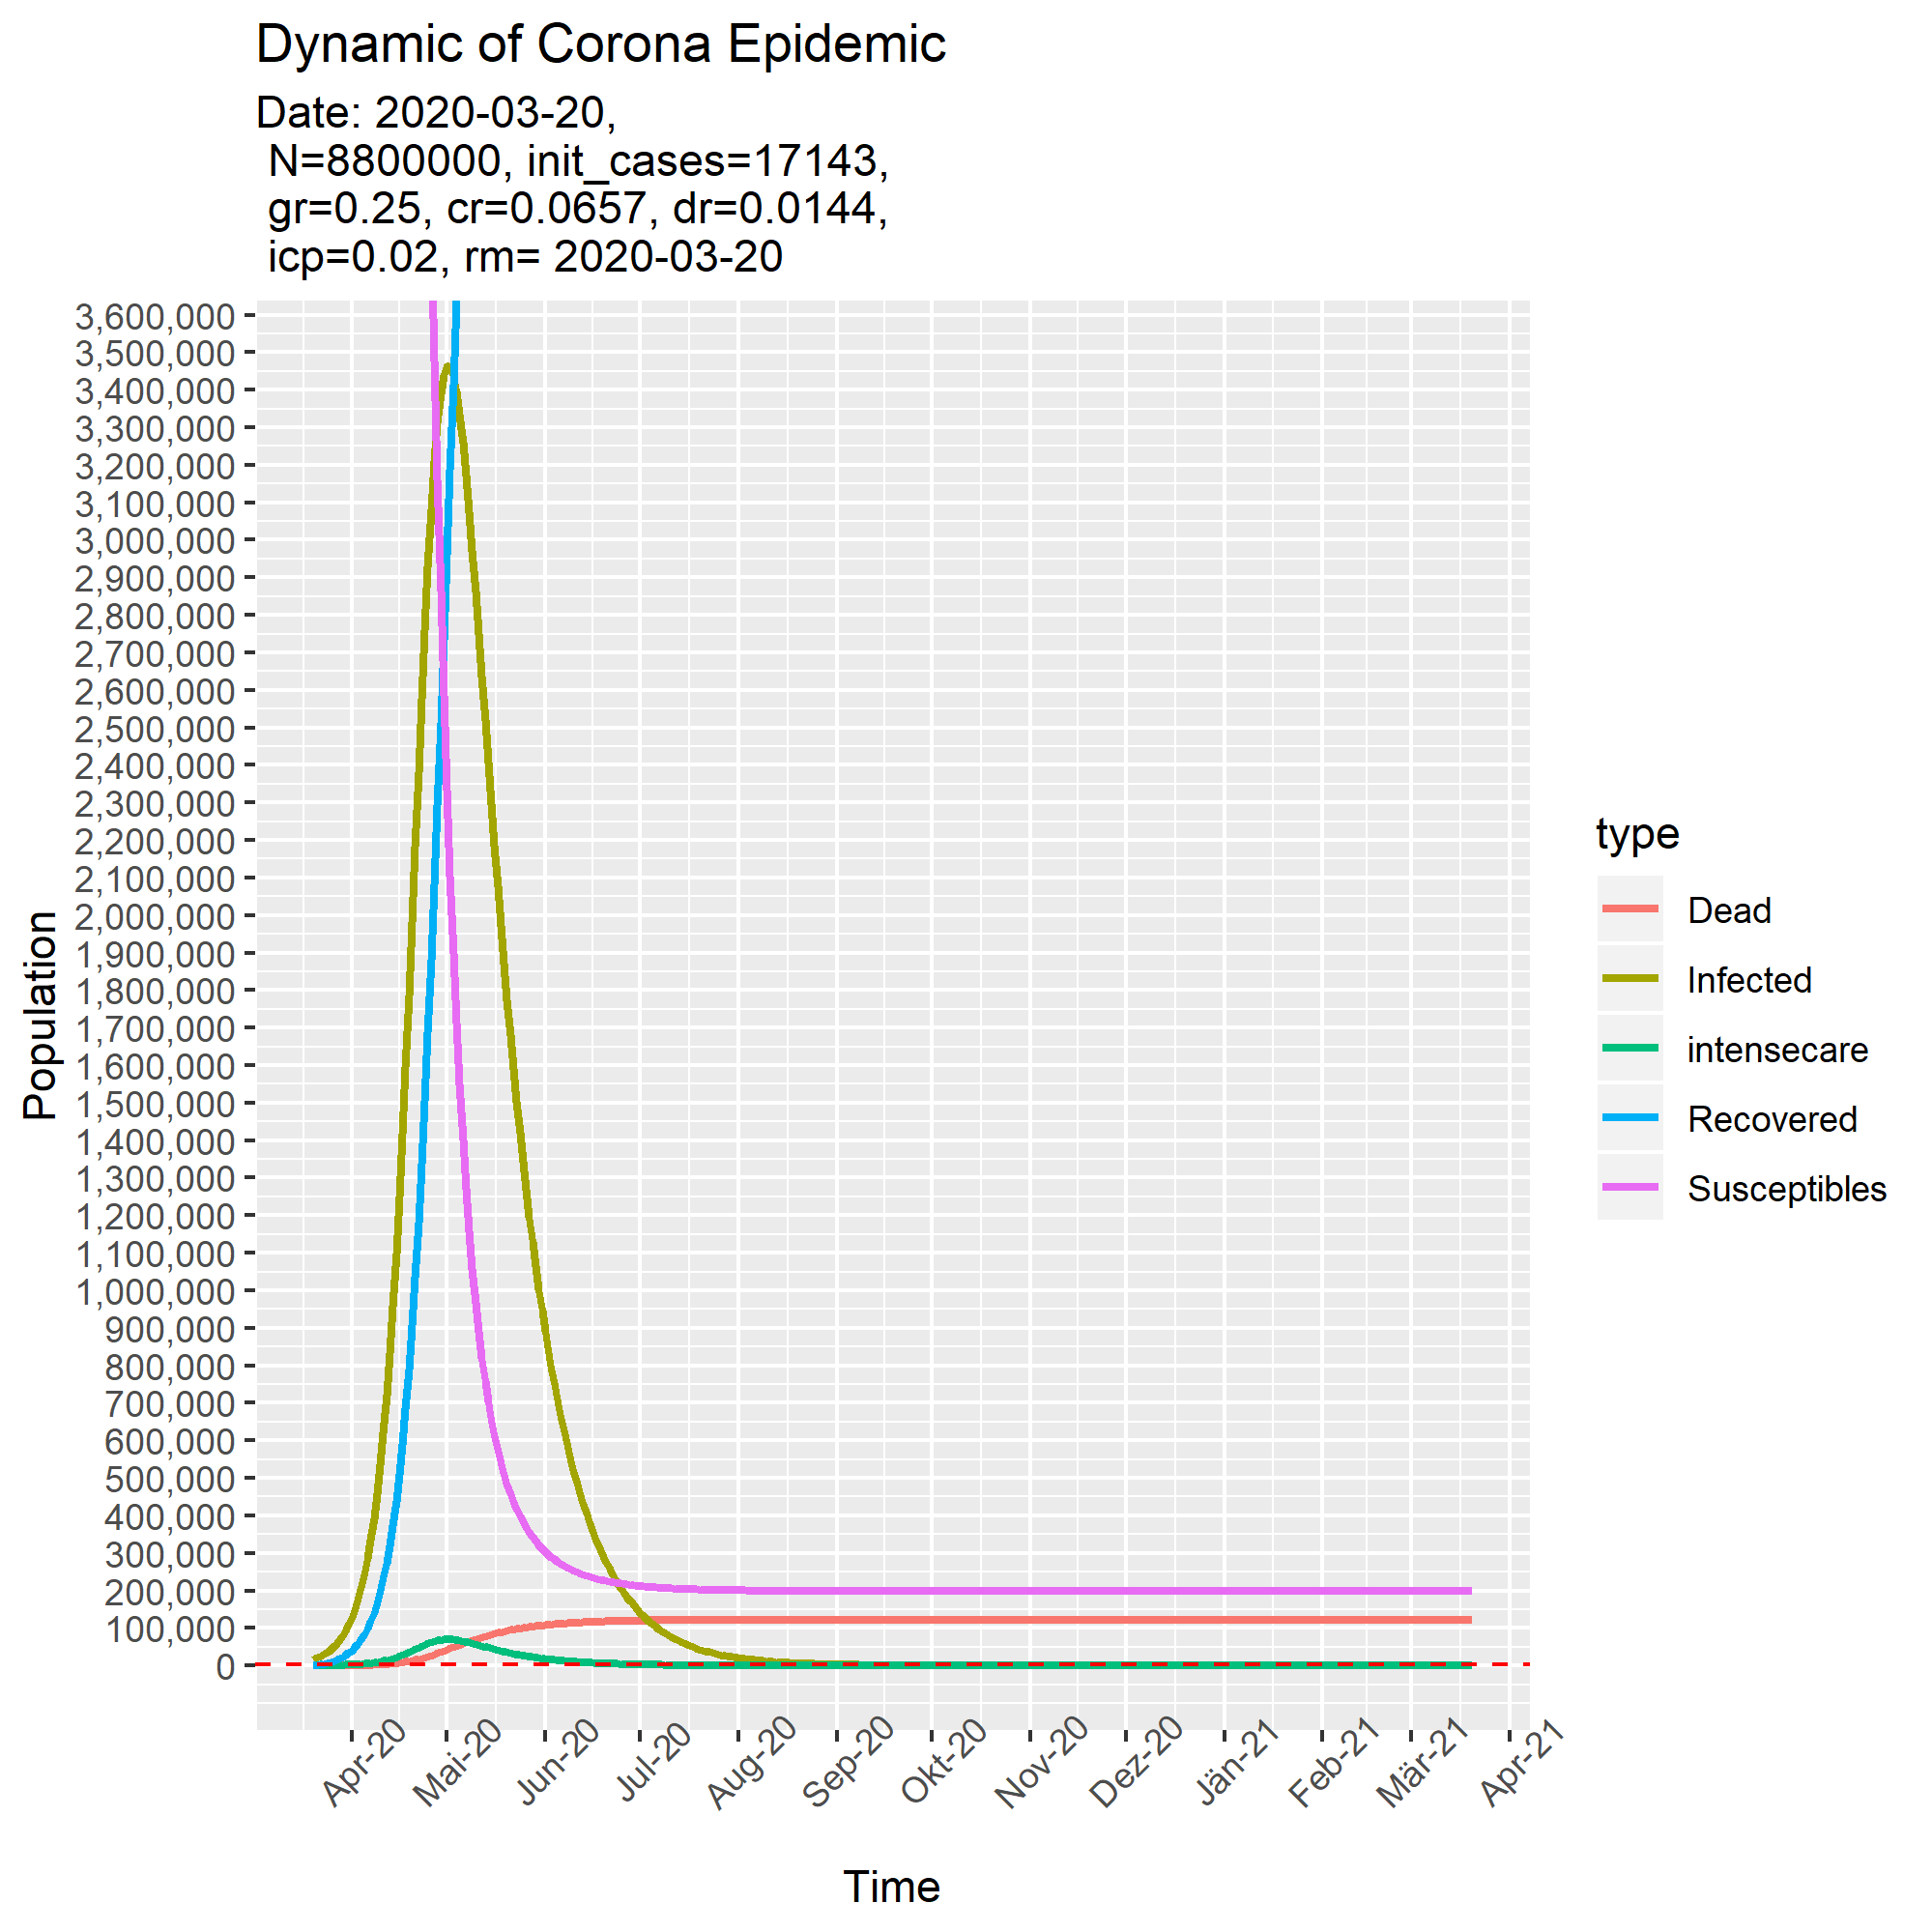 Dynamic of Corona Epidemic
Date: 2020-03-20,
N=8800000, init_cases=17143,
gr=0.25, cr=0.0657, dr=0.0144,
icp=0.02, rm= 2020-03-20
3,600,000
3,500,000
3,400,000
3,300,000
3,200,000
3,100,000
3,000,000
2,900,000
2,800,000
2,700,000
2,600,000
2,500,000
2,400,000
2,300,000
2,200,000
2,100,000
2,000,000
1,900,000
1,800,000
1,700,000
1,600,000
1,500,000
1,400,000
1,300,000
1,200,000
1,100,000
1,000,000
900,000
800,000
700,000
600,000
500,000
400,000
300,000
200,000
100,000
0
Population
Apr-20
Mai-20
Jun-20
Jul-20
Aug-20
Sep-20
Okt-20
Nov-20
Dez-20
Jän-21
Feb-21
Mär-21
Apr-21
Time
type
Dead
Infected
intensecare
Recovered
Susceptibles